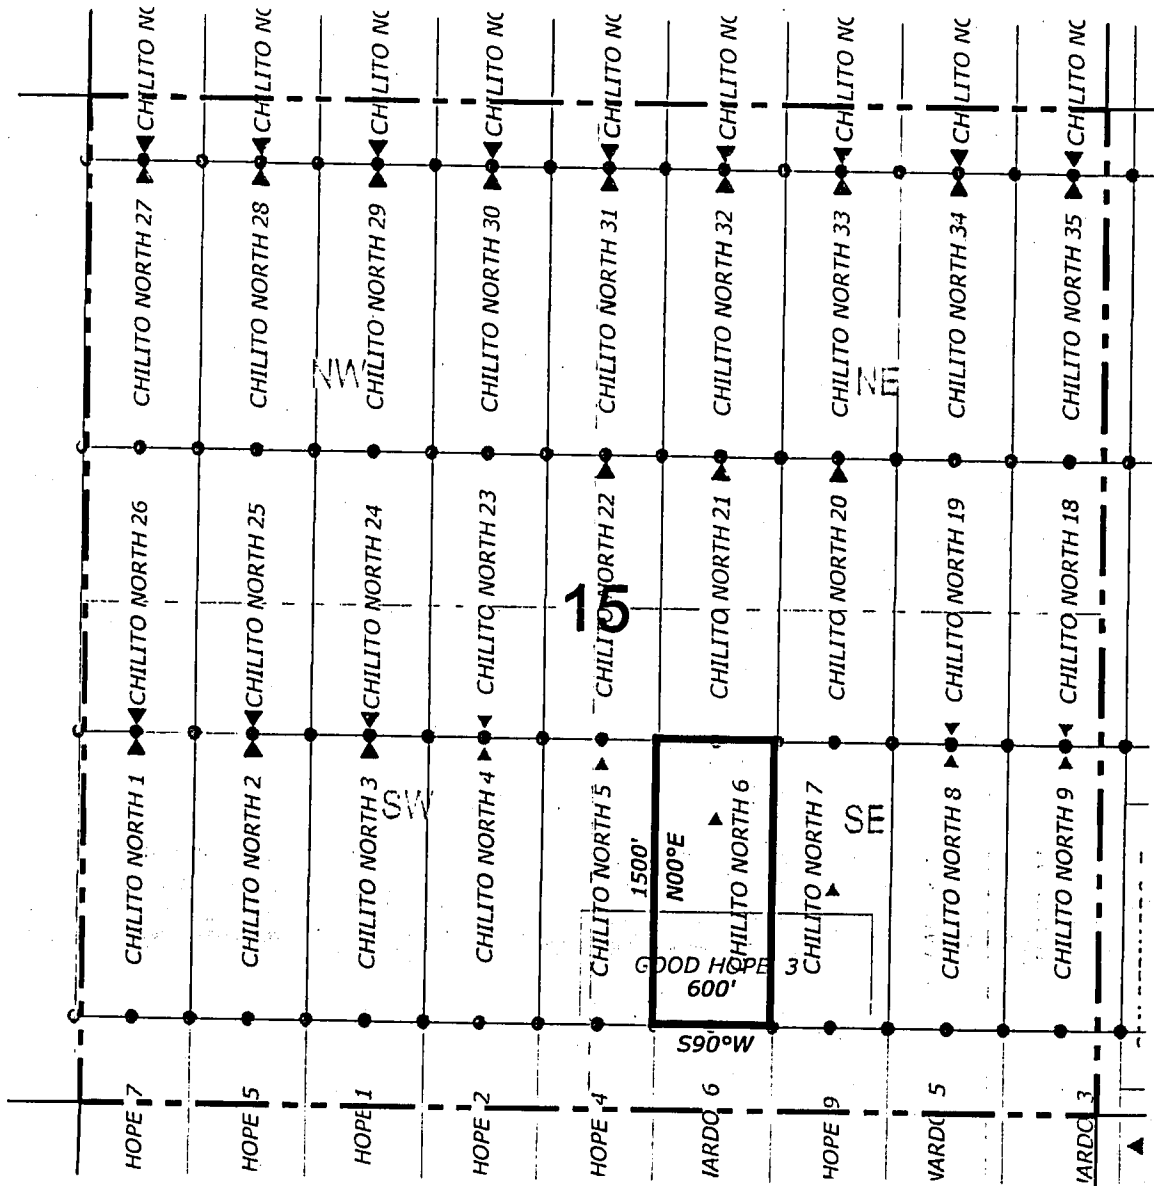 CHILITO NO
CHILITO NO
CHILITO NO
CHILITO NO
CHILITO NO
CHILITO NO
CHILITO NO
CHILITO NO
CHILITO NO
CHILITO NORTH 27
CHILITO NORTH 28
CHILITO NORTH 29
CHILITO NORTH 30
CHILITO NORTH 31
CHILITO NORTH 32
CHILITO NORTH 33
CHILITO NORTH 34
CHILITO NORTH 35
NW
NE
CHILITO NORTH 26
CHILITO NORTH 25
CHILITO NORTH 24
CHILITO NORTH 23
CHILITO NORTH 22
CHILITO NORTH 21
CHILITO NORTH 20
CHILITO NORTH 19
CHILITO NORTH 18
15
CHILITO NORTH 1
CHILITO NORTH 2
CHILITO NORTH 3
CHILITO NORTH 4
CHILITO NORTH 5
CHILITO NORTH 6
CHILITO NORTH 7
CHILITO NORTH 8
CHILITO NORTH 9
SW
SE
1500'
N00°E
GOOD HOPE 3
600'
S90°W
HOPE 7
HOPE 5
HOPE 1
HOPE 2
HOPE 4
IARDO 6
HOPE 9
VARDO 5
IARDO 3